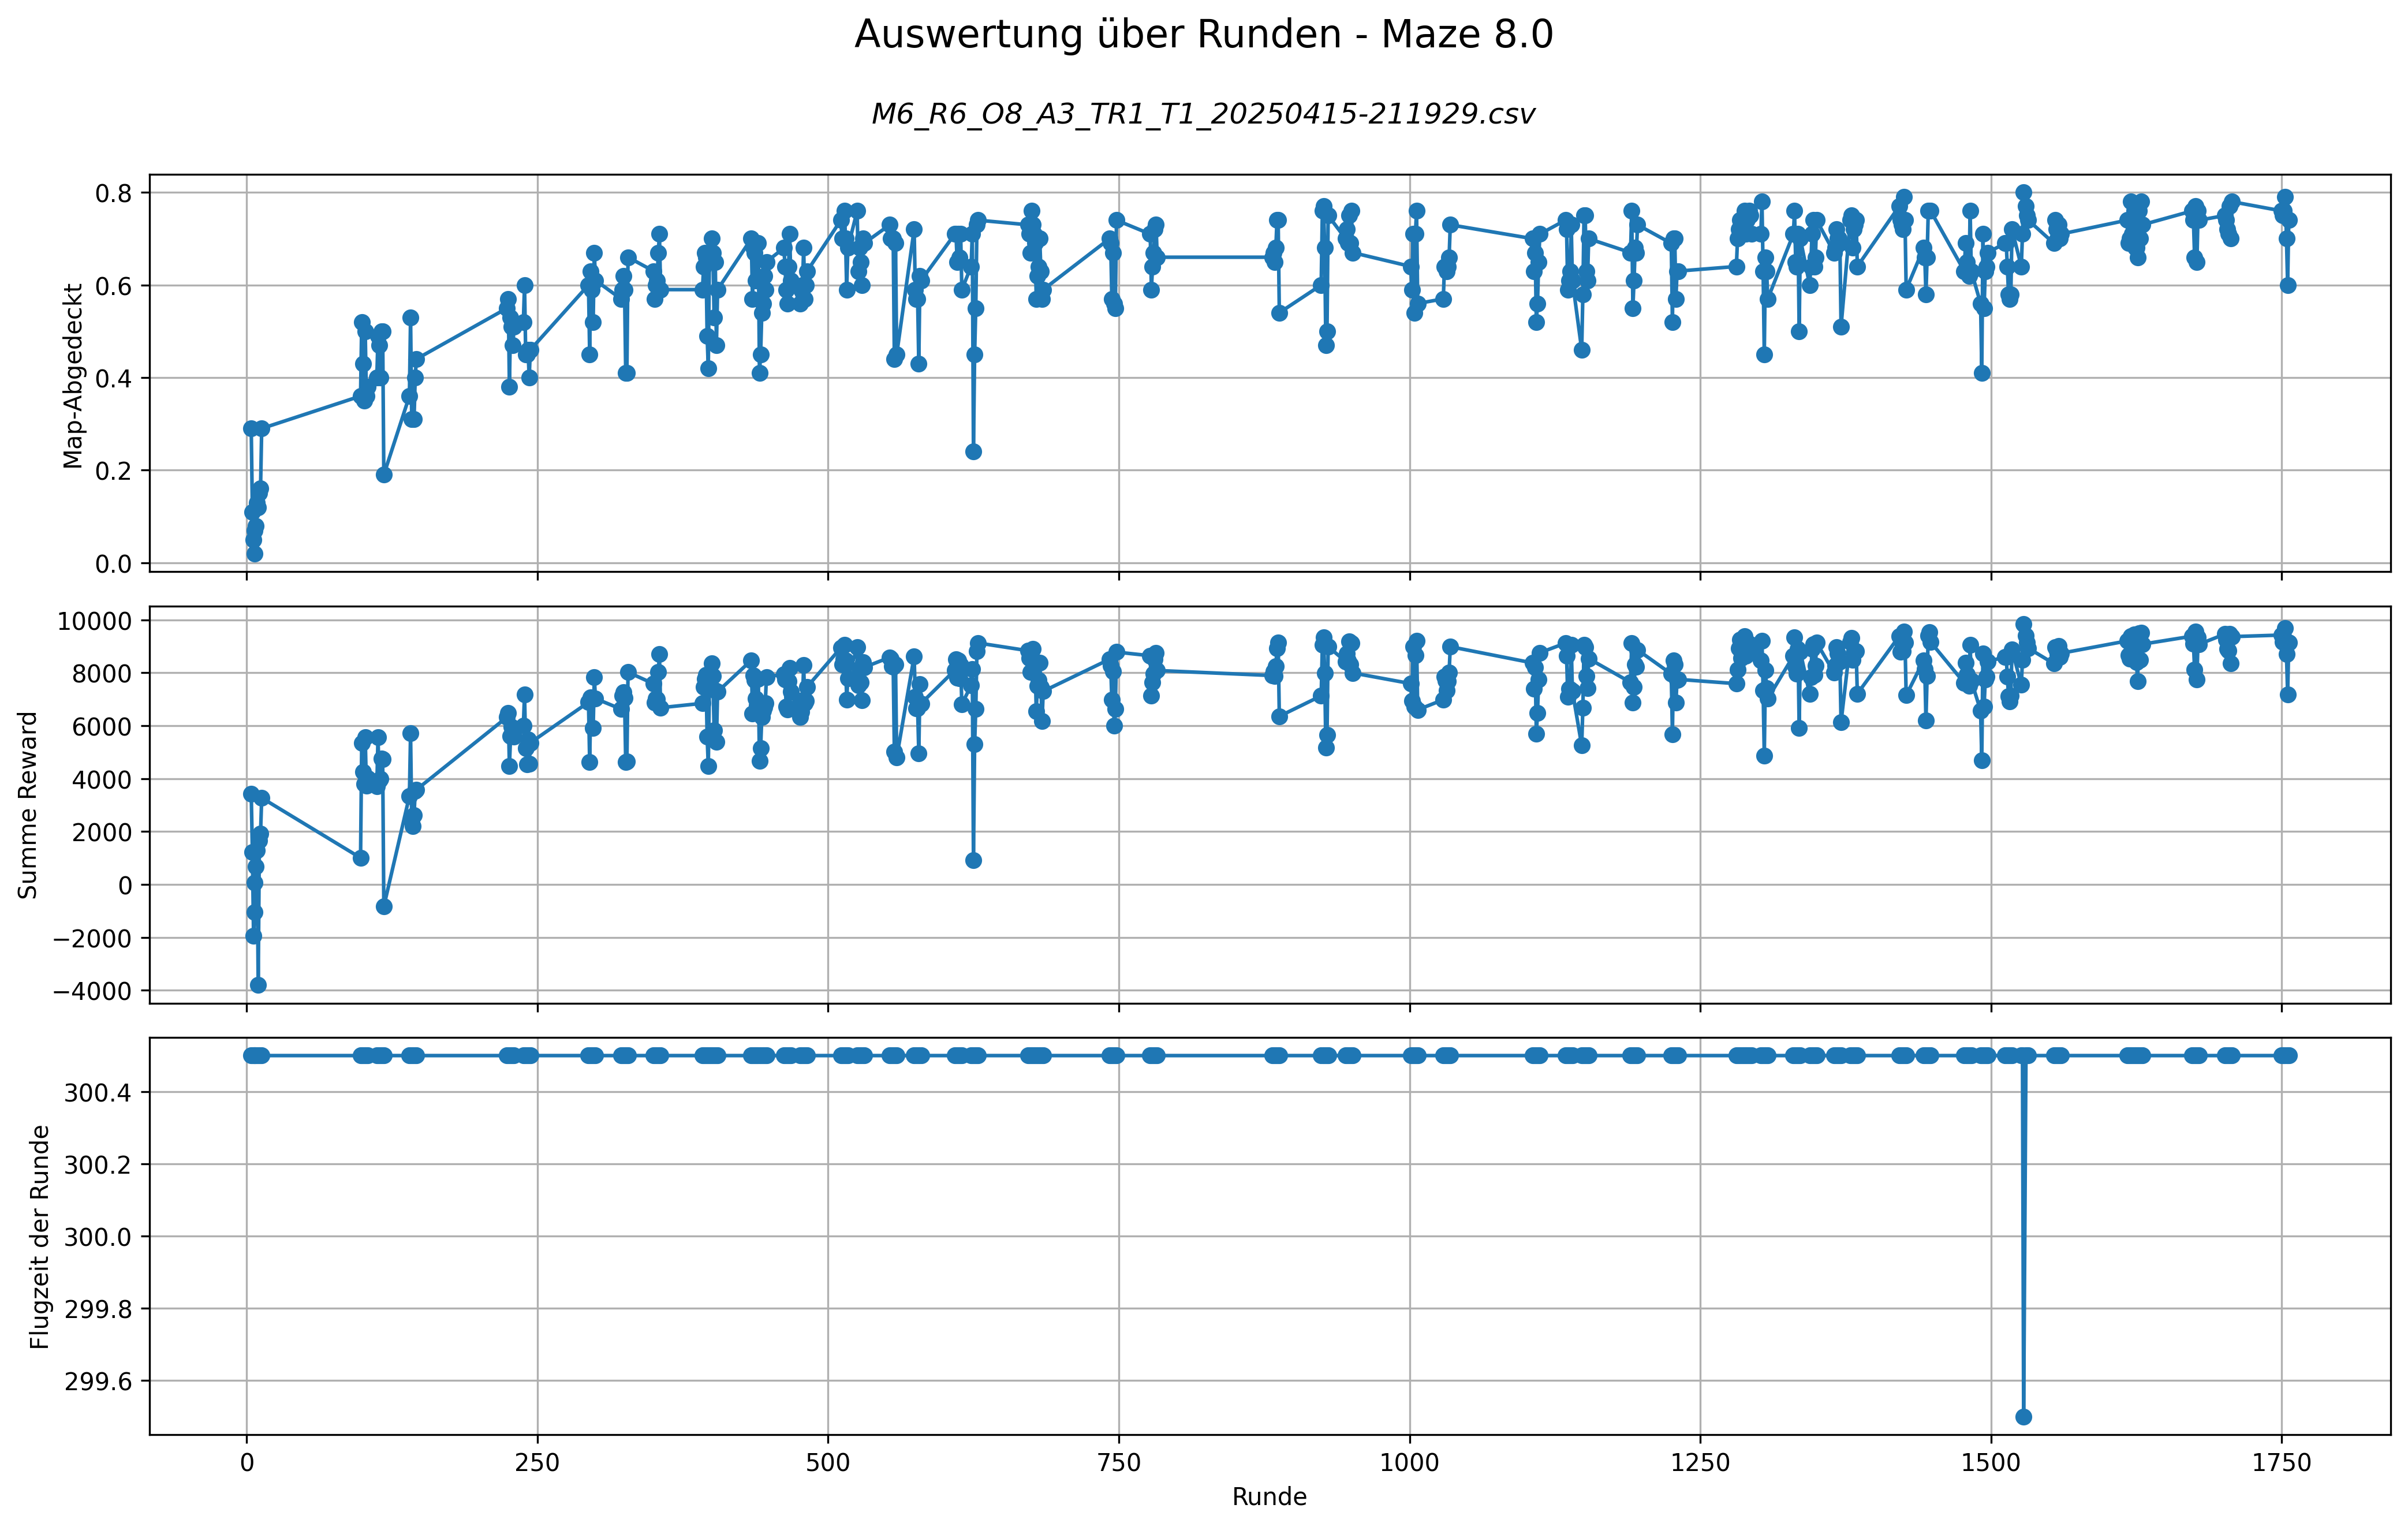 Auswertung über Runden - Maze 8.0
M6_R6_O8_A3_TR1_T1_20250415-211929.csv
0.8
0.6
0.4
0.2
0.0
Map-Abgedeckt
10000
8000
6000
4000
2000
0
−2000
−4000
Summe Reward
300.4
300.2
300.0
299.8
299.6
Flugzeit der Runde
0 250 500 750 1000 1250 1500 1750
Runde